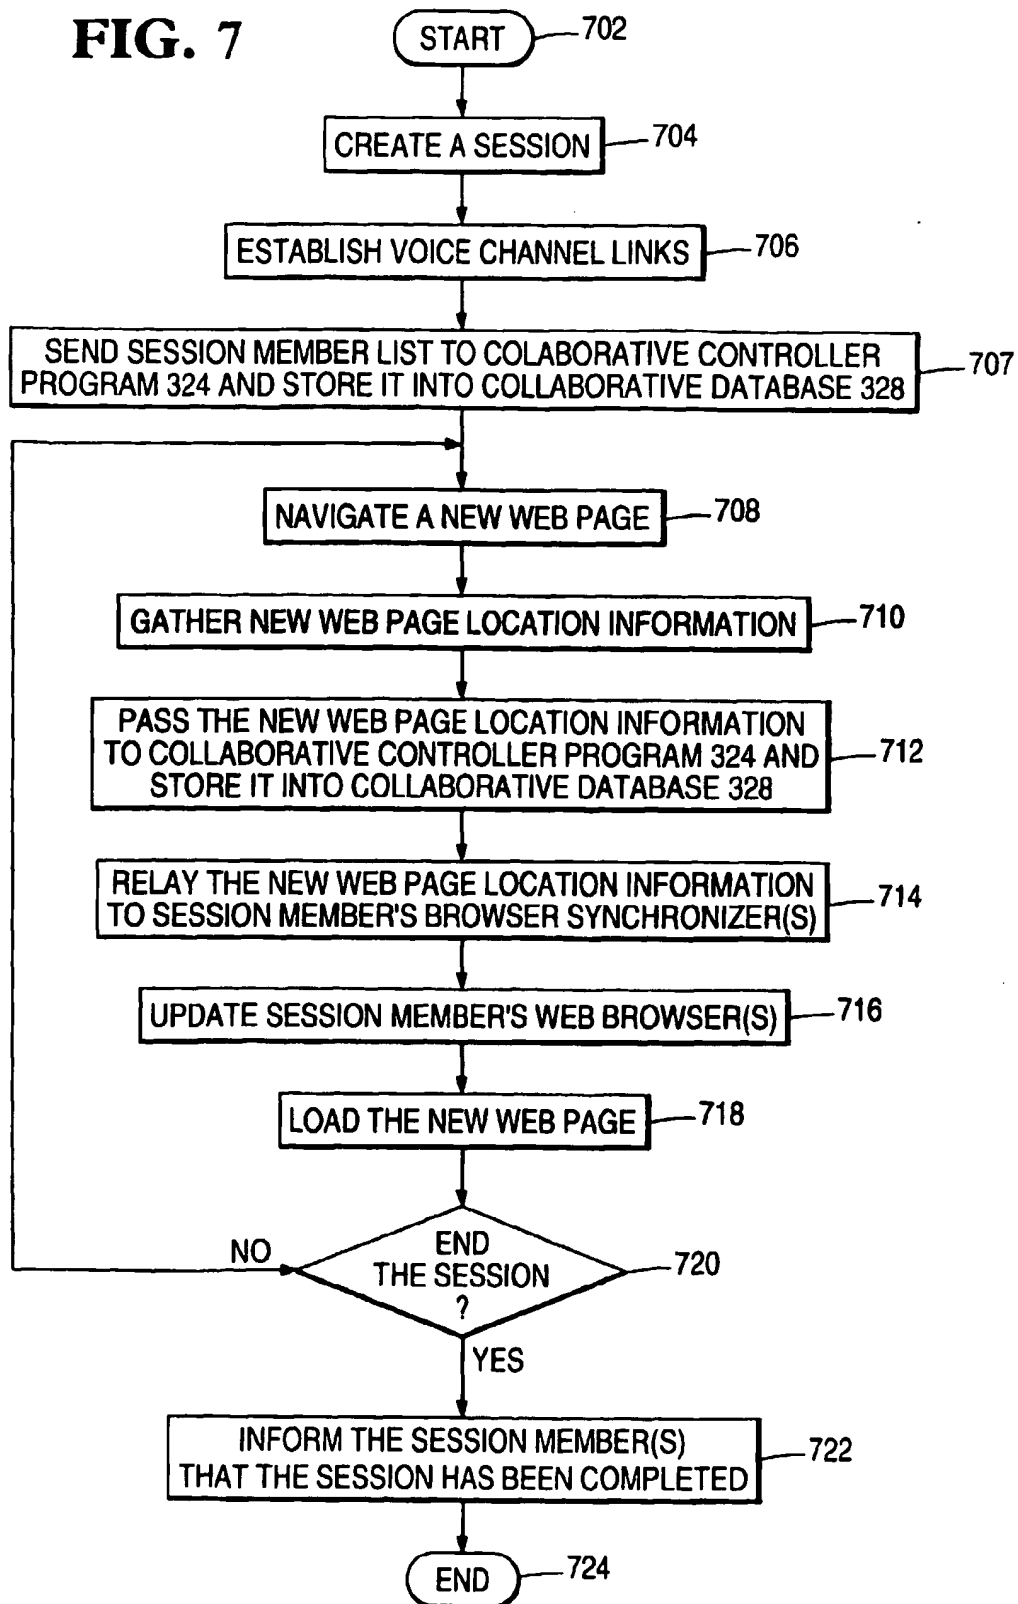 FIG. 7
START
702
CREATE A SESSION
704
ESTABLISH VOICE CHANNEL LINKS
706
SEND SESSION MEMBER LIST TO COLABORATIVE CONTROLLER
PROGRAM 324 AND STORE IT INTO COLLABORATIVE DATABASE 328
707
NAVIGATE A NEW WEB PAGE
708
GATHER NEW WEB PAGE LOCATION INFORMATION
710
PASS THE NEW WEB PAGE LOCATION INFORMATION
TO COLLABORATIVE CONTROLLER PROGRAM 324 AND
STORE IT INTO COLLABORATIVE DATABASE 328
712
RELAY THE NEW WEB PAGE LOCATION INFORMATION
TO SESSION MEMBER'S BROWSER SYNCHRONIZER(S)
714
UPDATE SESSION MEMBER'S WEB BROWSER(S)
716
LOAD THE NEW WEB PAGE
718
NO
END
THE SESSION
?
720
YES
INFORM THE SESSION MEMBER(S)
THAT THE SESSION HAS BEEN COMPLETED
722
END
724